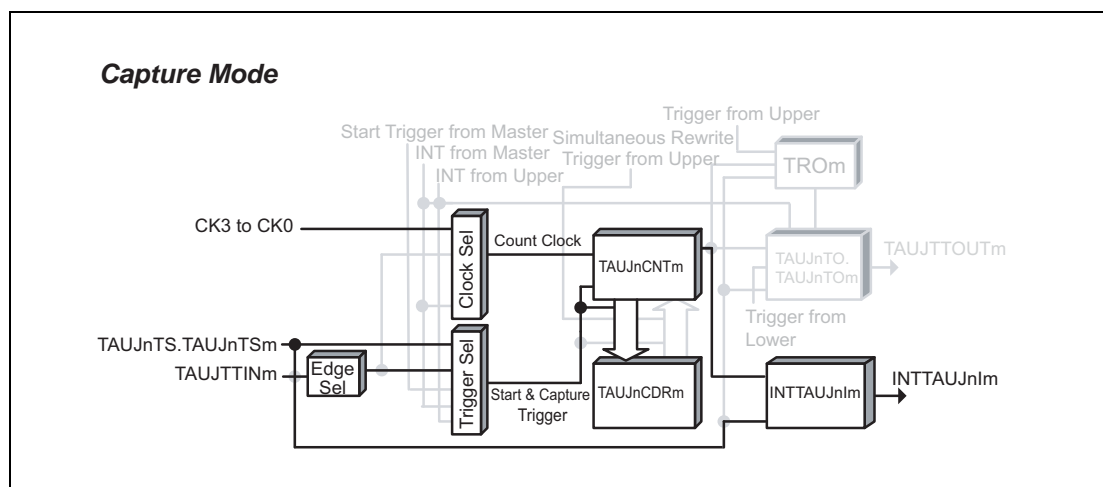 Capture Mode
Trigger from Upper
Start Trigger from Master
Simultaneous Rewrite
INT from Master
Trigger from Upper
INT from Upper
TROm
CK3 to CK0
Clock Sel
Count Clock
TAUJnCNTm
TAUJnTO.
TAUJnTOm
TAUJTTOUTm
Trigger from
Lower
TAUJnTS.TAUJnTSm
TAUJTTINm
Edge
Sel
Trigger Sel
Start & Capture
Trigger
TAUJnCDRm
INTTAUJnIm
INTTAUJnIm